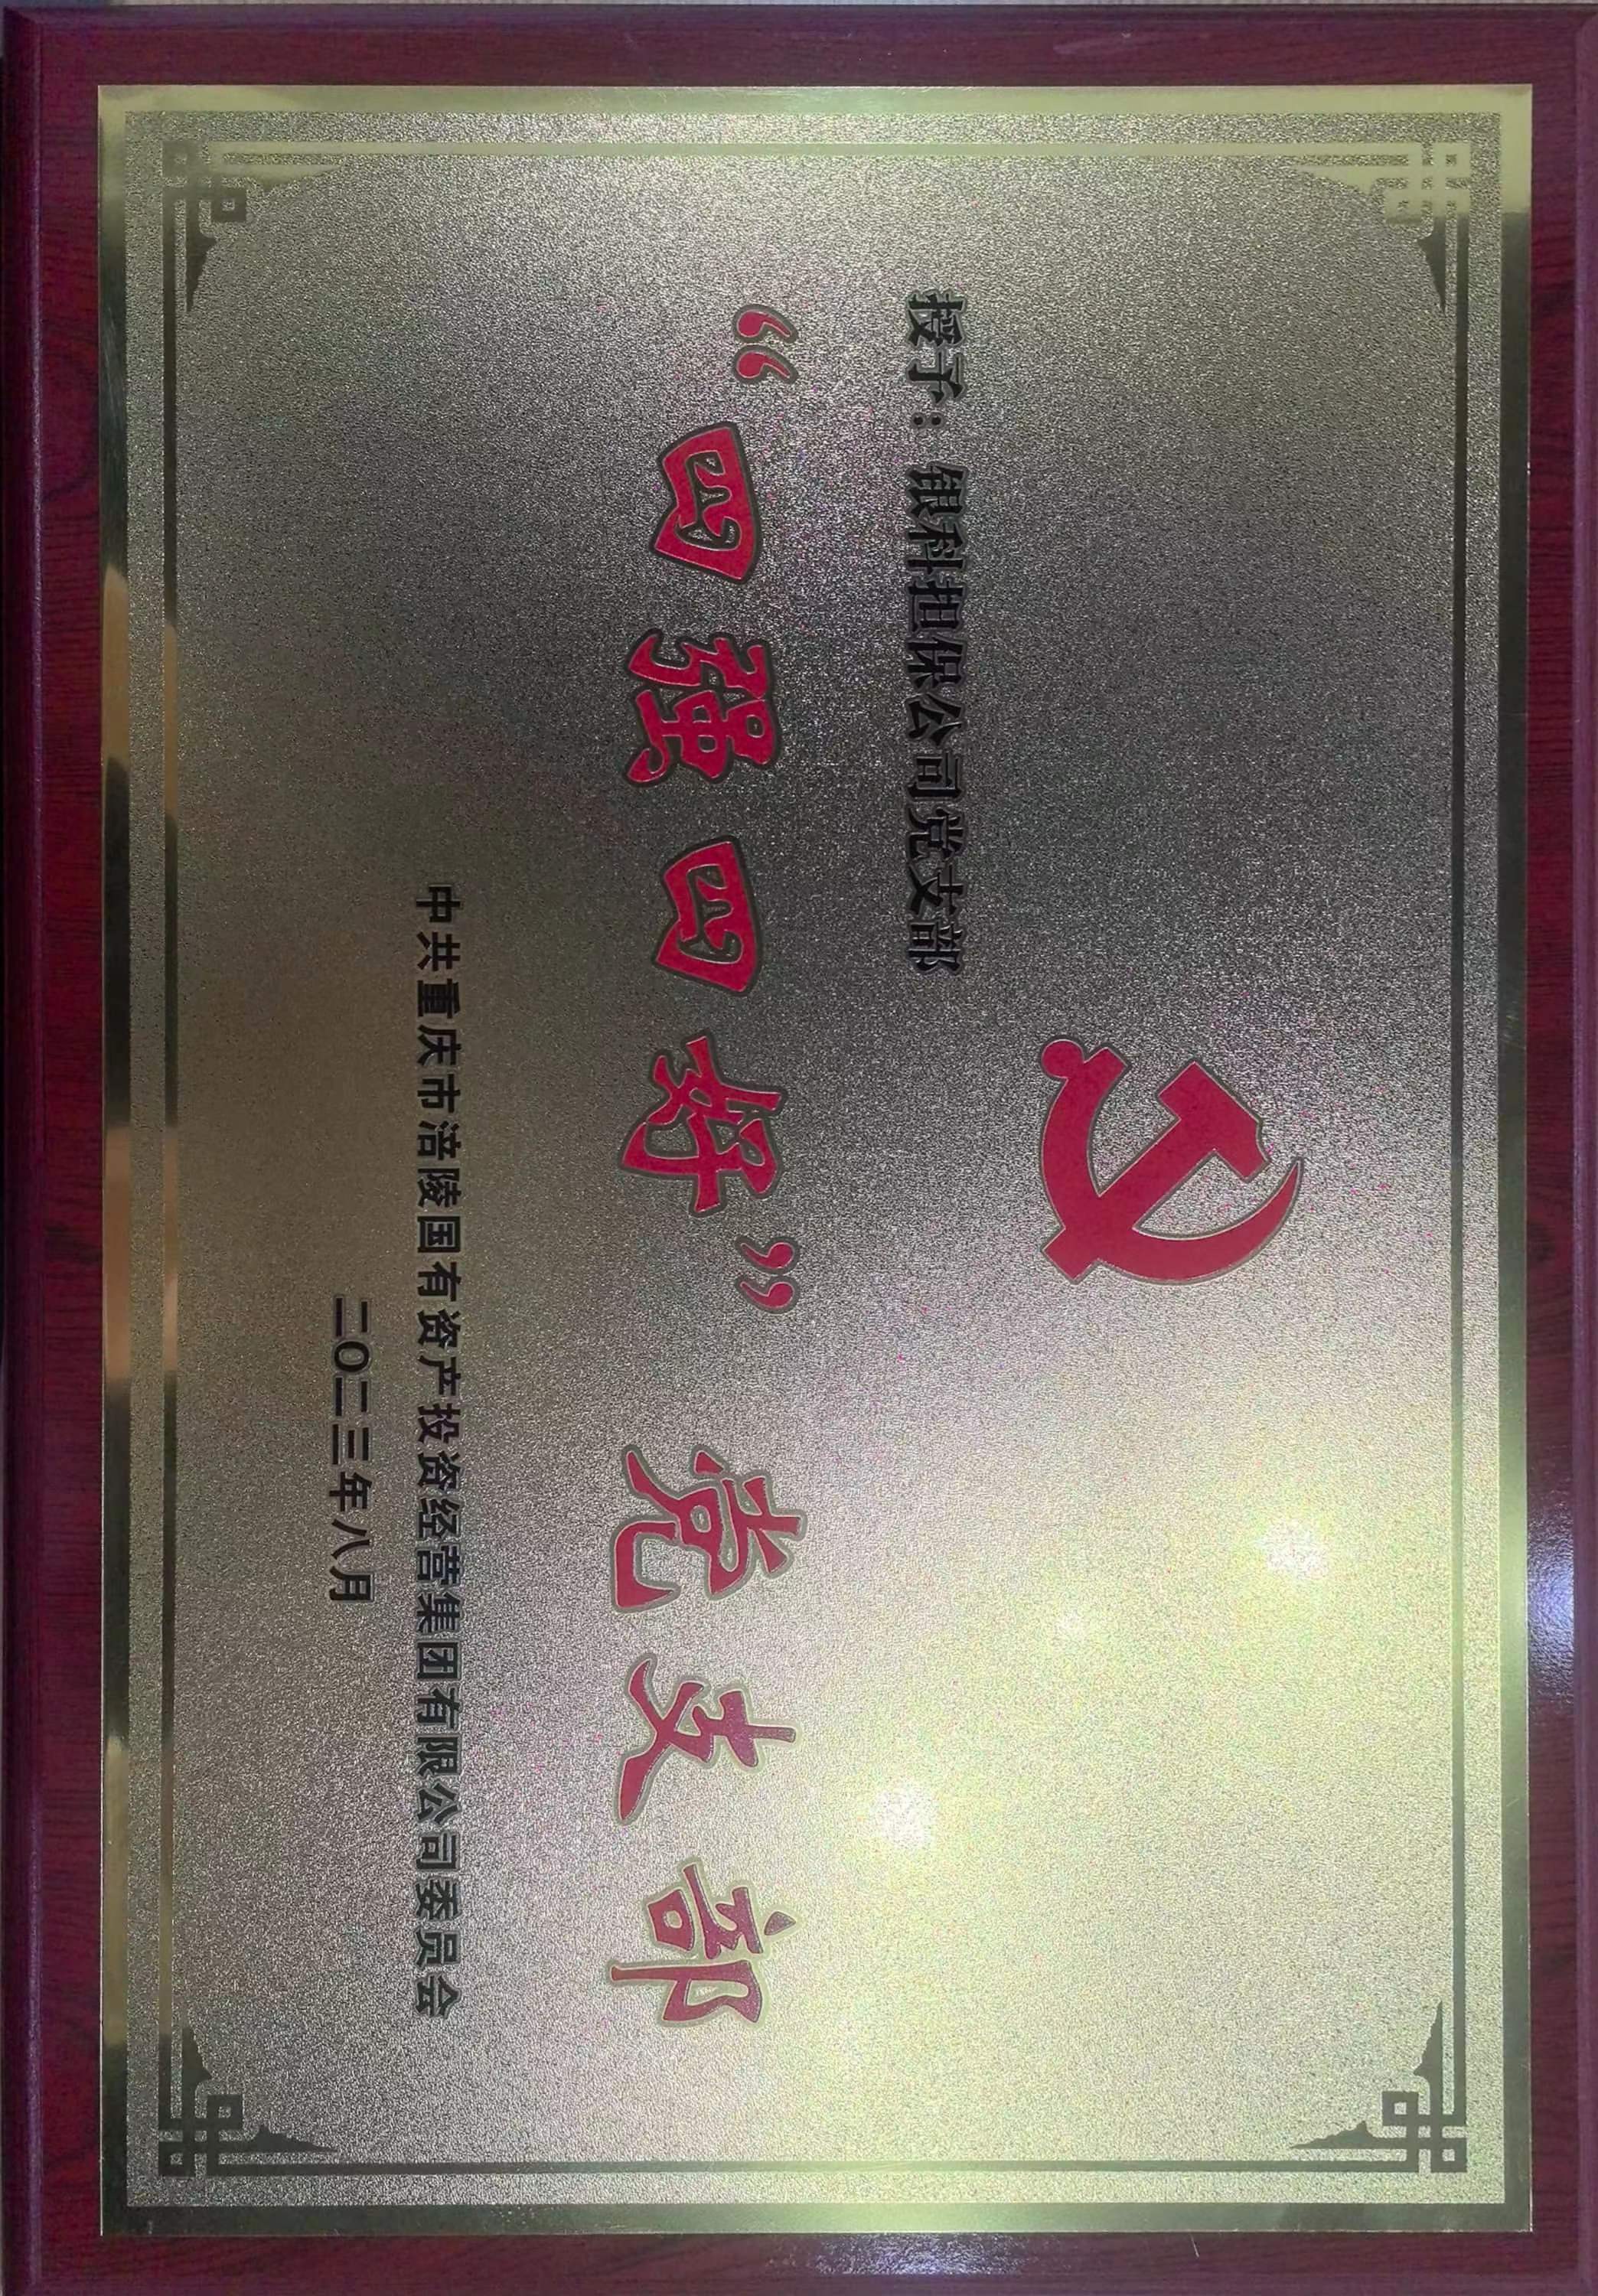 授予：银科担保公司党支部
“四强四好”党支部
中共重庆市涪陵国有资产投资经营集团有限公司委员会
二〇二三年八月